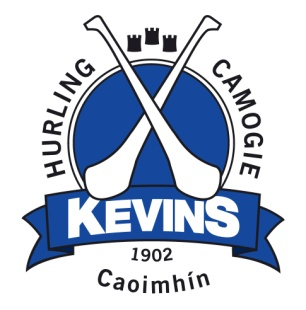 HURLING
CAMOGIE
KEVINS
1902
Caoimhín